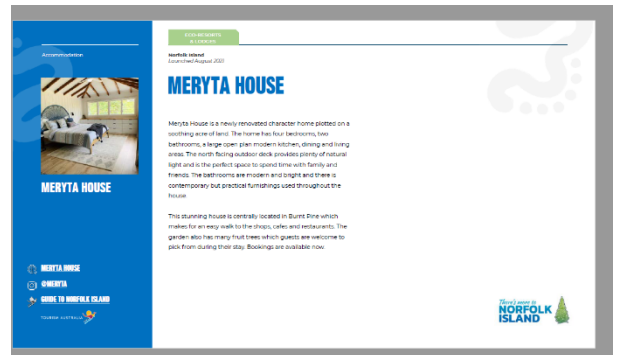 Accommodation
MERYTA HOUSE
MERYTA HOUSE
@MERYTA
GUIDE TO NORFOLK ISLAND
TOURISM AUSTRALIA
ECO-RESORTS
& LODGES
Norfolk Island
Launched August 2021
MERYTA HOUSE
Meryta House is a newly renovated character home plotted on a
soothing acre of land. The home has four bedrooms, two
bathrooms, a large open plan modern kitchen, dining and living
areas. The north facing outdoor deck provides plenty of natural
light and is the perfect space to spend time with family and
friends. The bathrooms are modern and bright and there is
contemporary but practical furnishings used throughout the
house
This stunning house is centrally located in Burnt Pine which
makes for an easy walk to the shops, cafes and restaurants. The
garden also has many fruit trees which guests are welcome to
pick from during their stay. Bookings are available now.
There's more to
NORFOLK
ISLAND